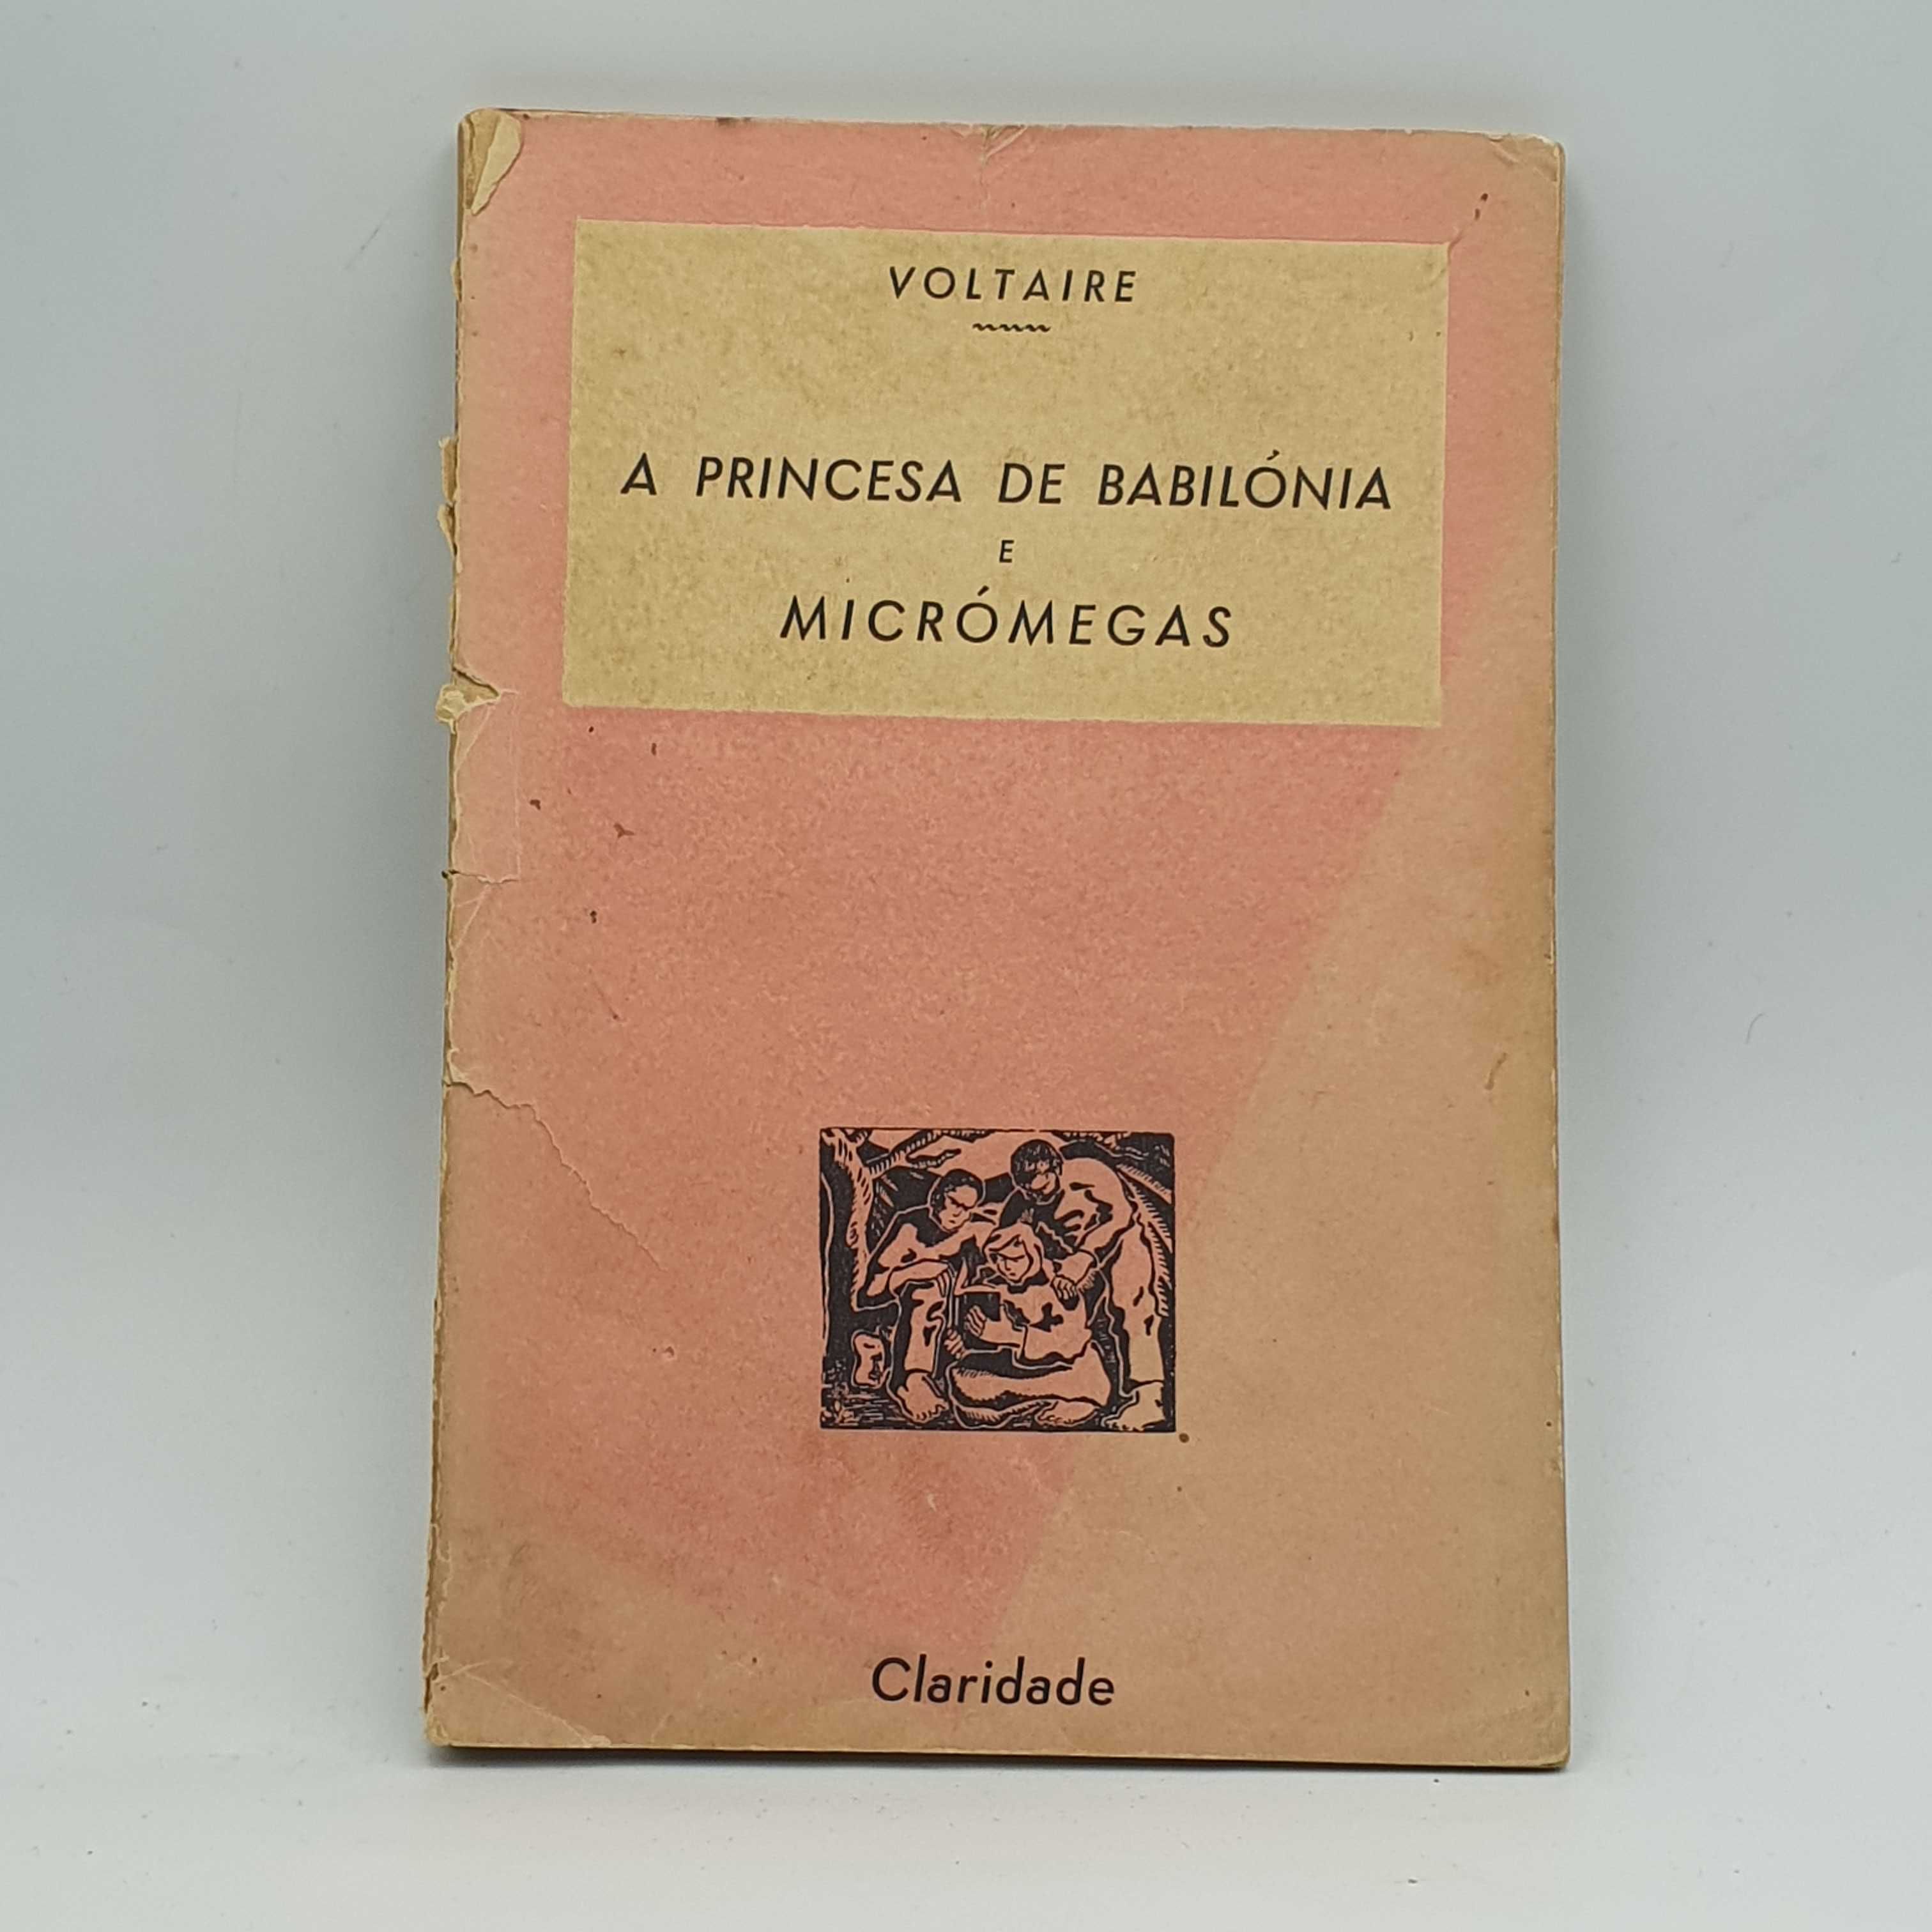 VOLTAIRE
A PRINCESA DE BABILÓNIA
E
MICRÓMEGAS
Claridade